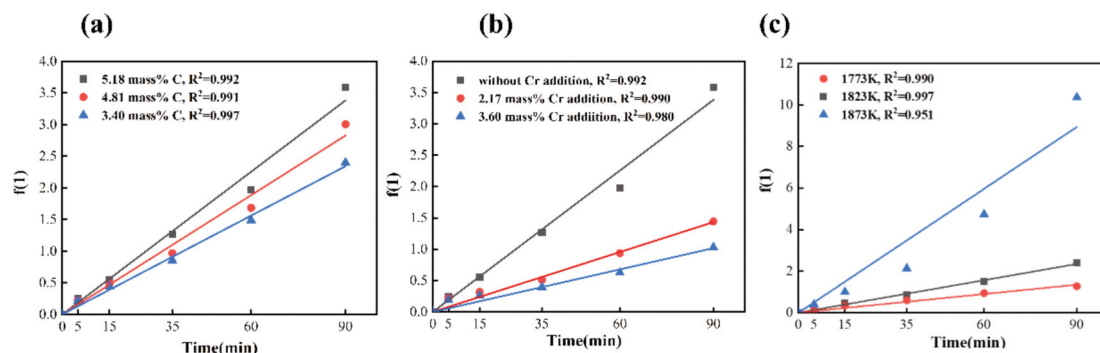 (a)
4.0
3.5
3.0
2.5
2.0
1.5
1.0
0.5
0.0
f(1)
5.18 mass% C, R²=0.992
4.81 mass% C, R²=0.991
3.40 mass% C, R²=0.997
0 5 15 35 60 90
Time(min)
(b)
4.0
3.5
3.0
2.5
2.0
1.5
1.0
0.5
0.0
f(1)
without Cr addition, R²=0.992
2.17 mass% Cr addition, R²=0.990
3.60 mass% Cr addiition, R²=0.980
0 5 15 35 60 90
Time(min)
(c)
12
10
8
6
4
2
0
f(1)
1773K, R²=0.990
1823K, R²=0.997
1873K, R²=0.951
0 5 15 35 60 90
Time(min)